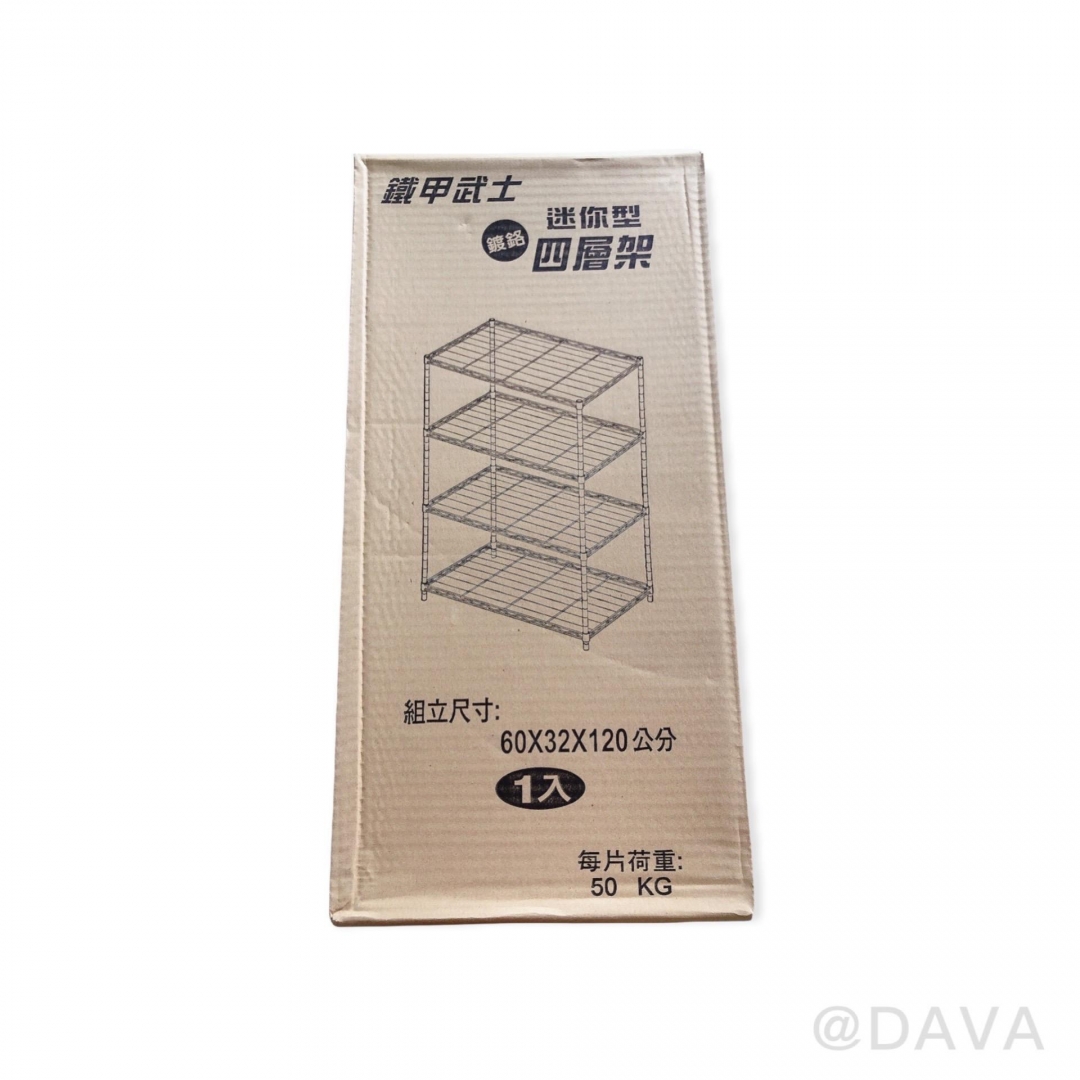 鐵甲武士
迷你型
鍍鉻
四層架
組立尺寸:
60X32X120公分
1入
每片荷重:
50 KG
@DAVA